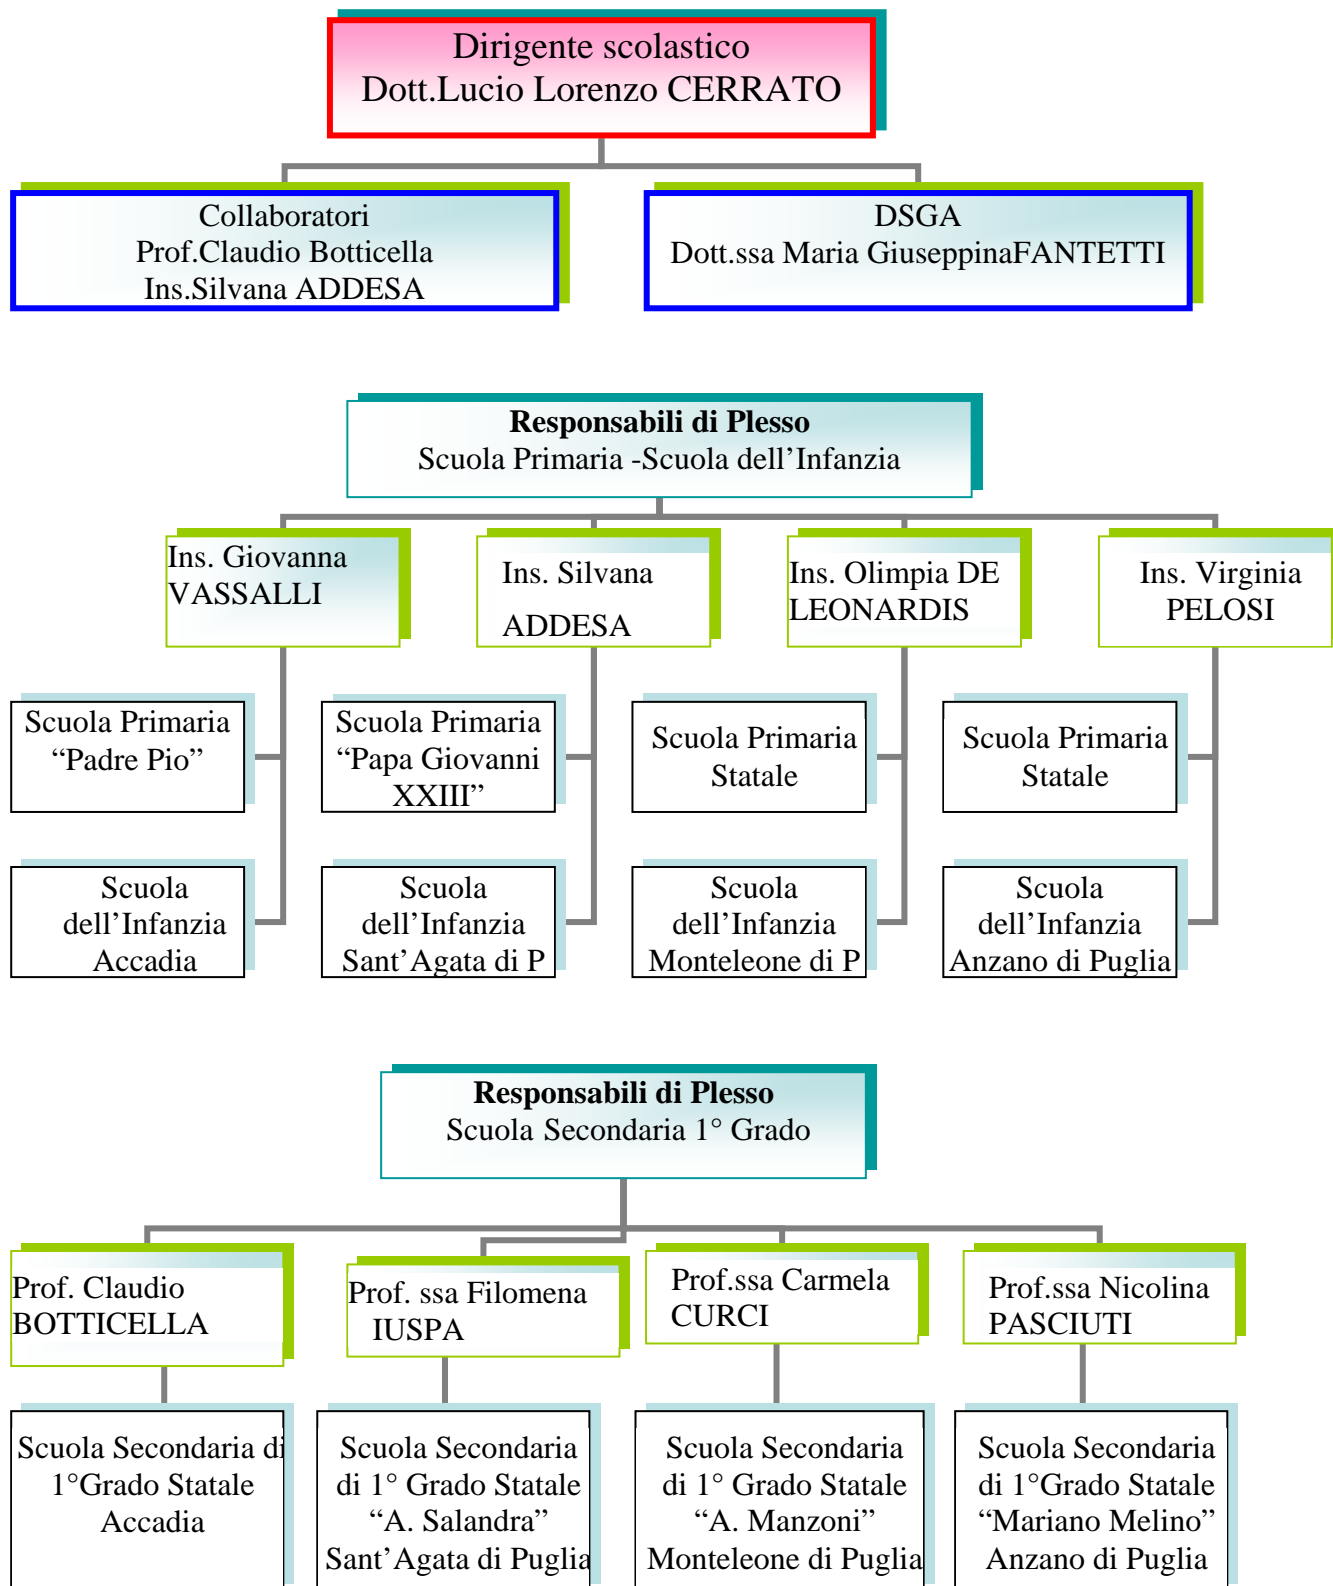 Dirigente scolastico
Dott.Lucio Lorenzo CERRATO
Collaboratori
Prof.Claudio Botticella
Ins.Silvana ADDESA
DSGA
Dott.ssa Maria GiuseppinaFANTETTI
Responsabili di Plesso
Scuola Primaria -Scuola dell’Infanzia
Ins. Giovanna
VASSALLI
Ins. Silvana
ADDESA
Ins. Olimpia DE
LEONARDIS
Ins. Virginia
PELOSI
Scuola Primaria
“Padre Pio”
Scuola Primaria
“Papa Giovanni
XXIII”
Scuola Primaria
Statale
Scuola Primaria
Statale
Scuola
dell’Infanzia
Accadia
Scuola
dell’Infanzia
Sant’Agata di P
Scuola
dell’Infanzia
Monteleone di P
Scuola
dell’Infanzia
Anzano di Puglia
Responsabili di Plesso
Scuola Secondaria 1° Grado
Prof. Claudio
BOTTICELLA
Prof. ssa Filomena
IUSPA
Prof.ssa Carmela
CURCI
Prof.ssa Nicolina
PASCIUTI
Scuola Secondaria di
1°Grado Statale
Accadia
Scuola Secondaria
di 1° Grado Statale
“A. Salandra”
Sant’Agata di Puglia
Scuola Secondaria
di 1° Grado Statale
“A. Manzoni”
Monteleone di Puglia
Scuola Secondaria
di 1°Grado Statale
“Mariano Melino”
Anzano di Puglia